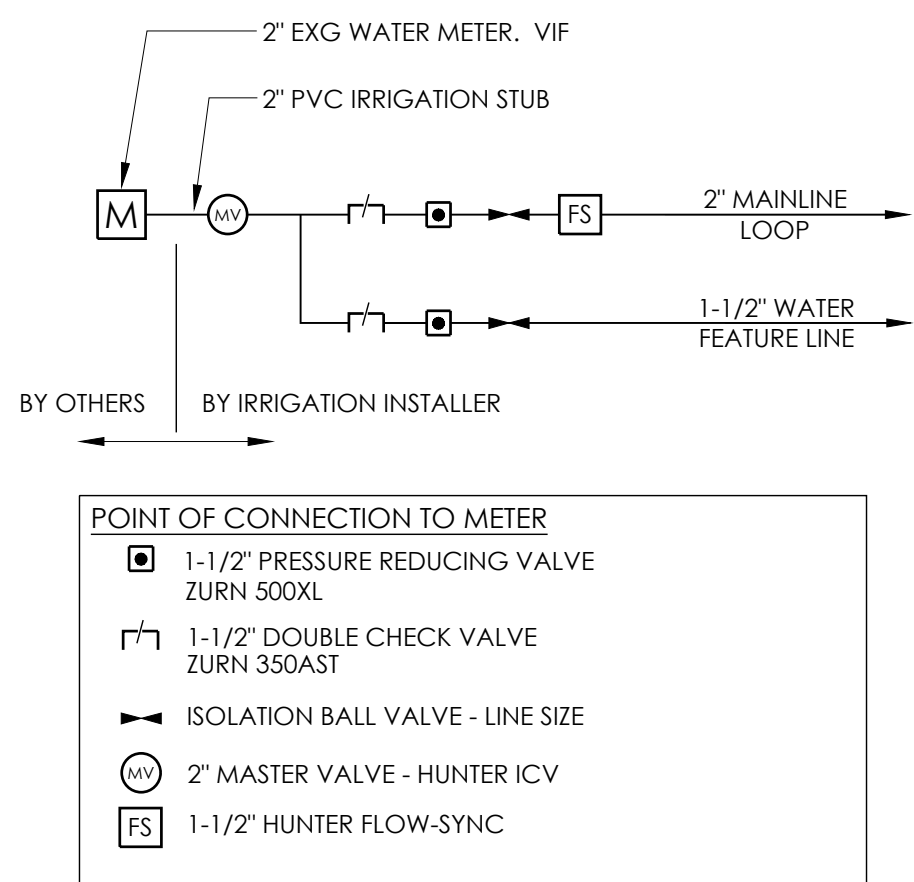 2" EXG WATER METER. VIF
2" PVC IRRIGATION STUB
M
MV
FS
2" MAINLINE
LOOP
1-1/2" WATER
FEATURE LINE
BY OTHERS
BY IRRIGATION INSTALLER
POINT OF CONNECTION TO METER
1-1/2" PRESSURE REDUCING VALVE
ZURN 500XL
1-1/2" DOUBLE CHECK VALVE
ZURN 350AST
ISOLATION BALL VALVE - LINE SIZE
MV 2" MASTER VALVE - HUNTER ICV
FS 1-1/2" HUNTER FLOW-SYNC